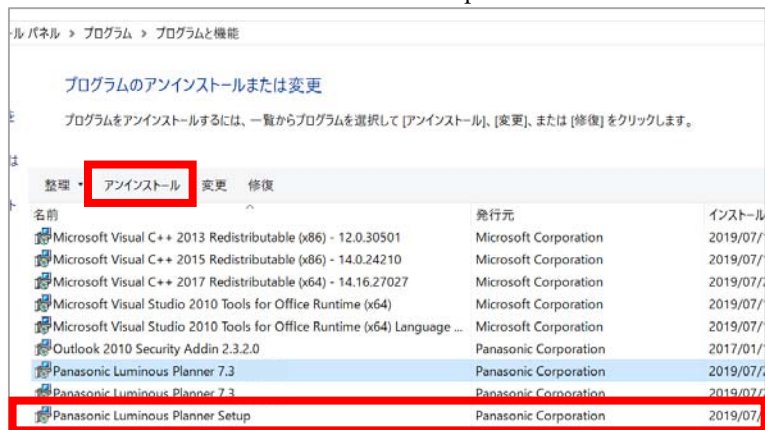 ル パネル > プログラム > プログラムと機能
プログラムのアンインストールまたは変更
プログラムをアンインストールするには、一覧からプログラムを選択して [アンインストール]、[変更]、または [修復] をクリックします。
を
は
ト
整理 アンインストール 変更 修復
名前 発行元 インストール
Microsoft Visual C++ 2013 Redistributable (x86) - 12.0.30501 Microsoft Corporation 2019/07/
Microsoft Visual C++ 2015 Redistributable (x86) - 14.0.24210 Microsoft Corporation 2019/07/
Microsoft Visual C++ 2017 Redistributable (x64) - 14.16.27027 Microsoft Corporation 2019/07/
Microsoft Visual Studio 2010 Tools for Office Runtime (x64) Microsoft Corporation 2019/07/
Microsoft Visual Studio 2010 Tools for Office Runtime (x64) Language ... Microsoft Corporation 2019/07/
Outlook 2010 Security Addin 2.3.2.0 Panasonic Corporation 2017/01/
Panasonic Luminous Planner 7.3 Panasonic Corporation 2019/07/
Panasonic Luminous Planner 7.3 Panasonic Corporation 2019/07/
Panasonic Luminous Planner Setup Panasonic Corporation 2019/07/